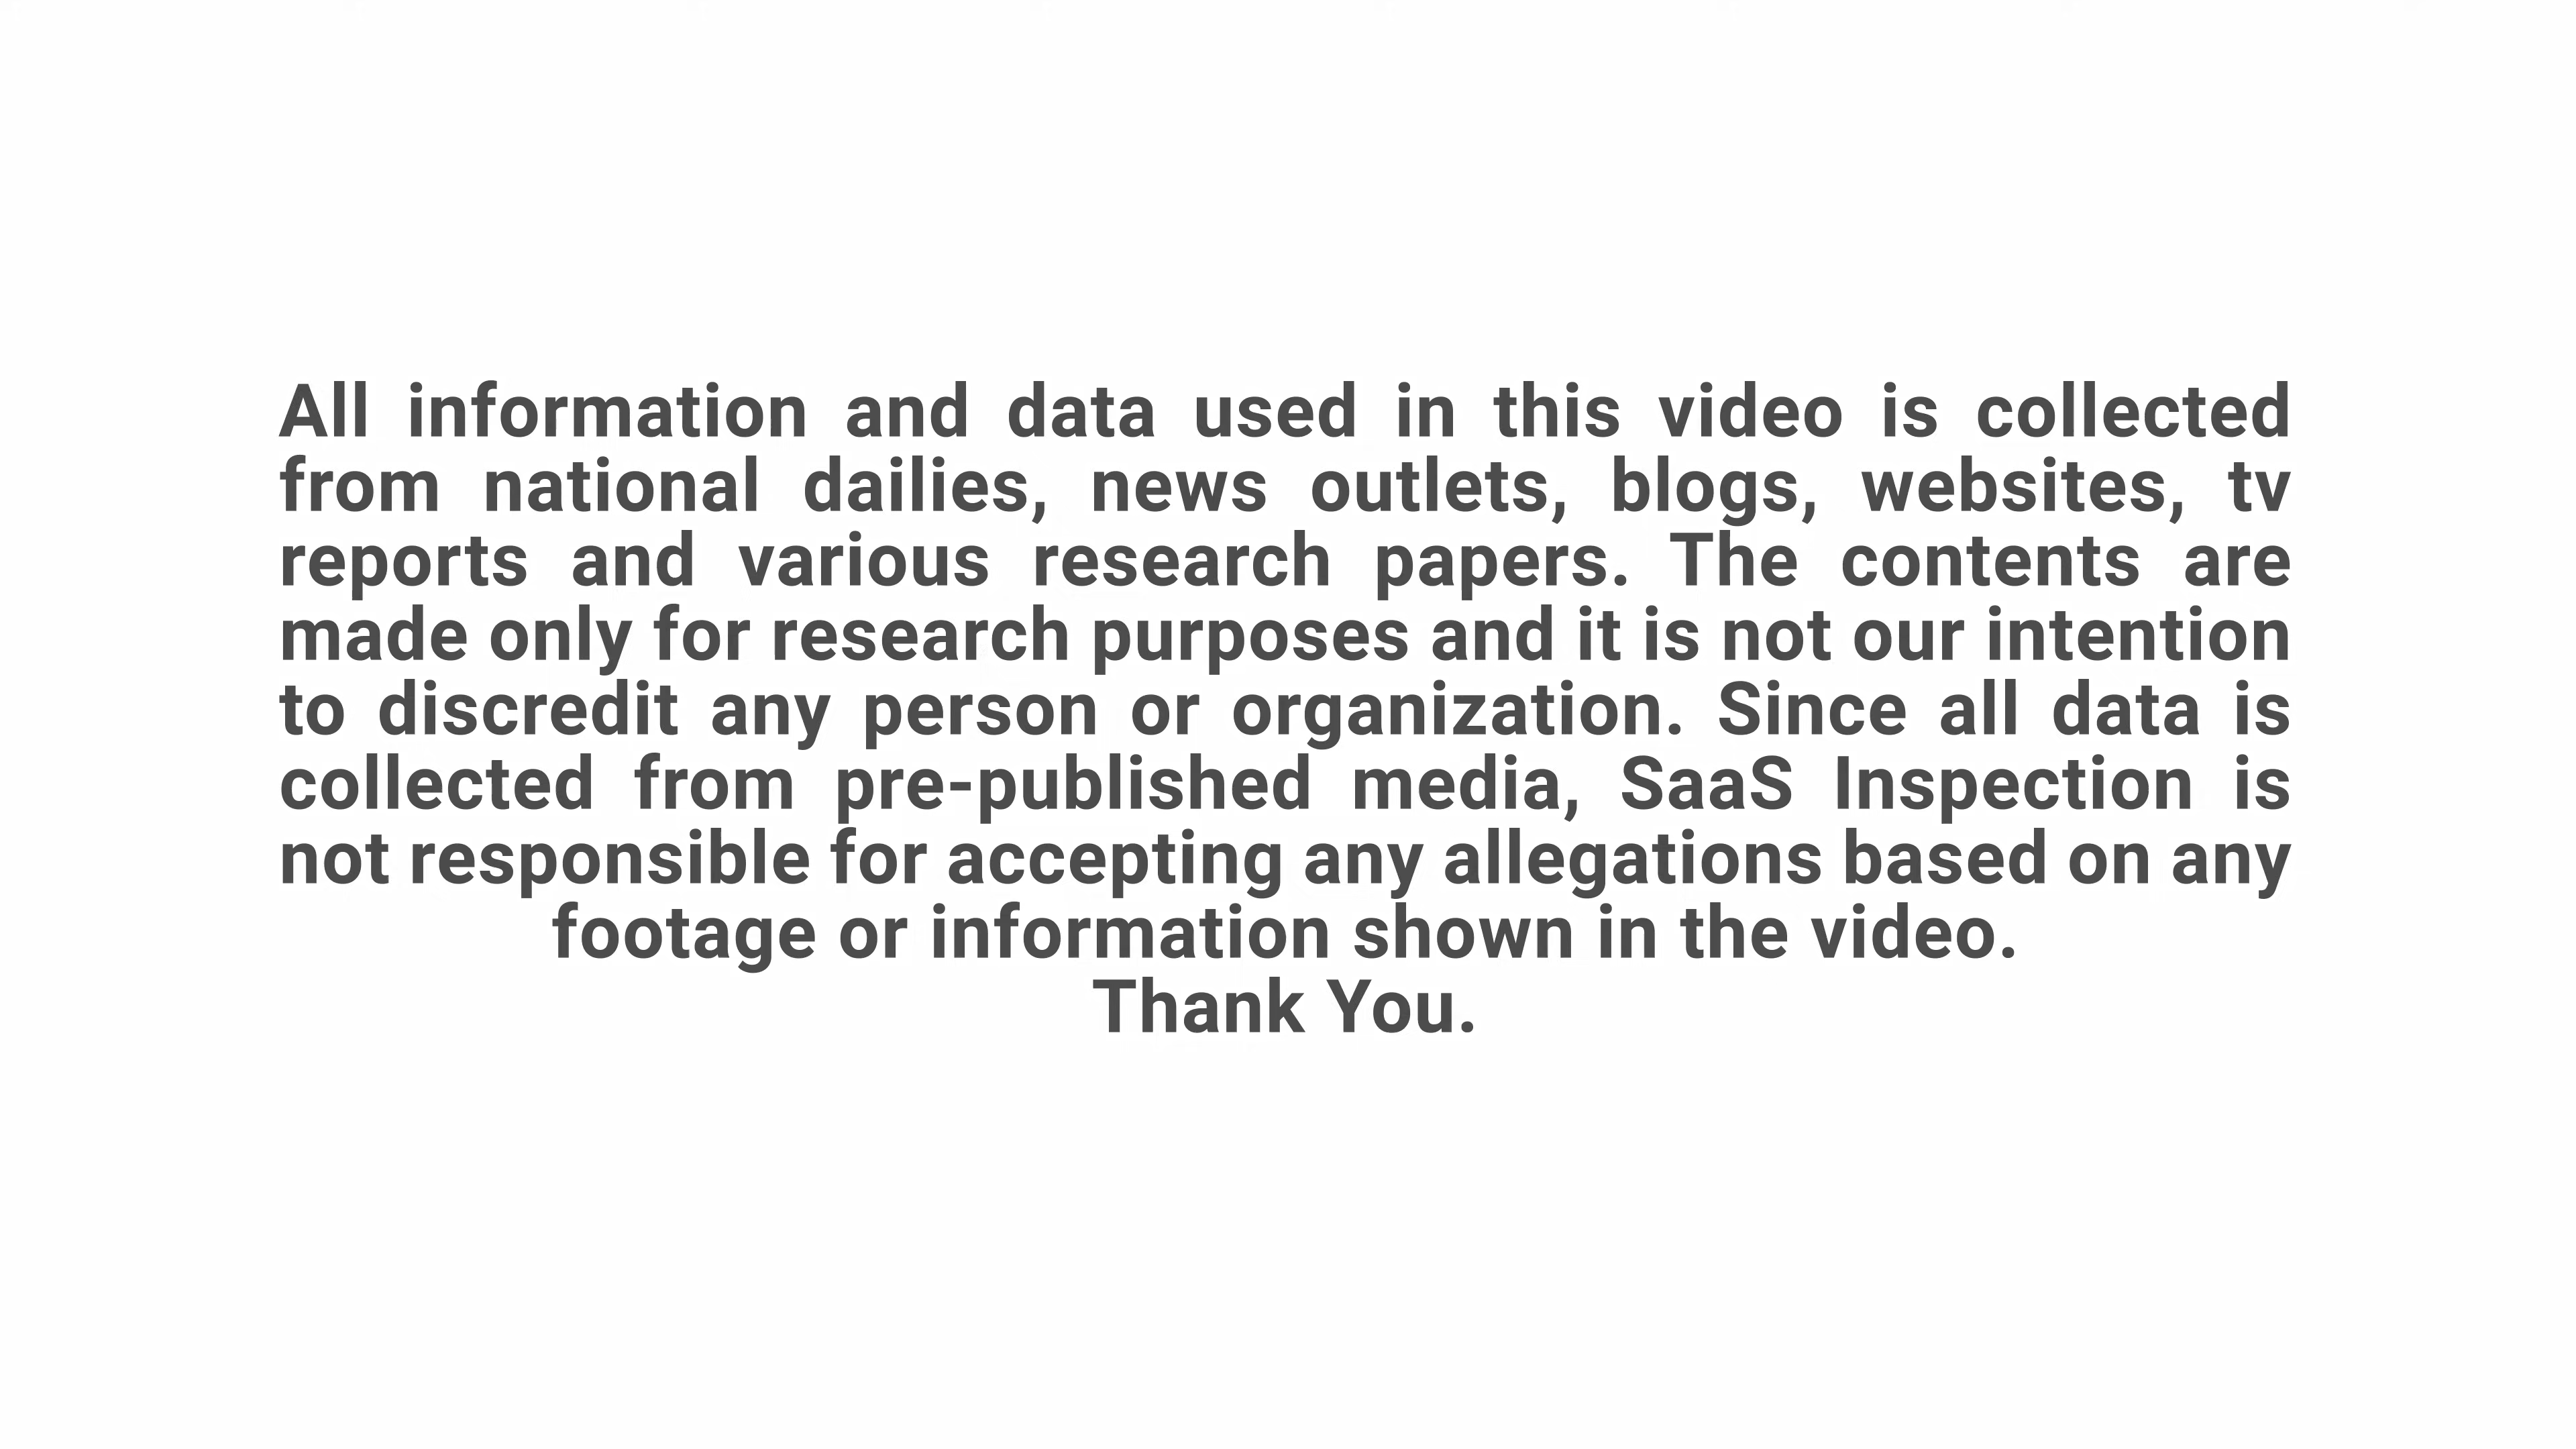 All information and data used in this video is collected
from national dailies, news outlets, blogs, websites, tv
reports and various research papers. The contents are
made only for research purposes and it is not our intention
to discredit any person or organization. Since all data is
collected from pre-published media, SaaS Inspection is
not responsible for accepting any allegations based on any
footage or information shown in the video.
Thank You.